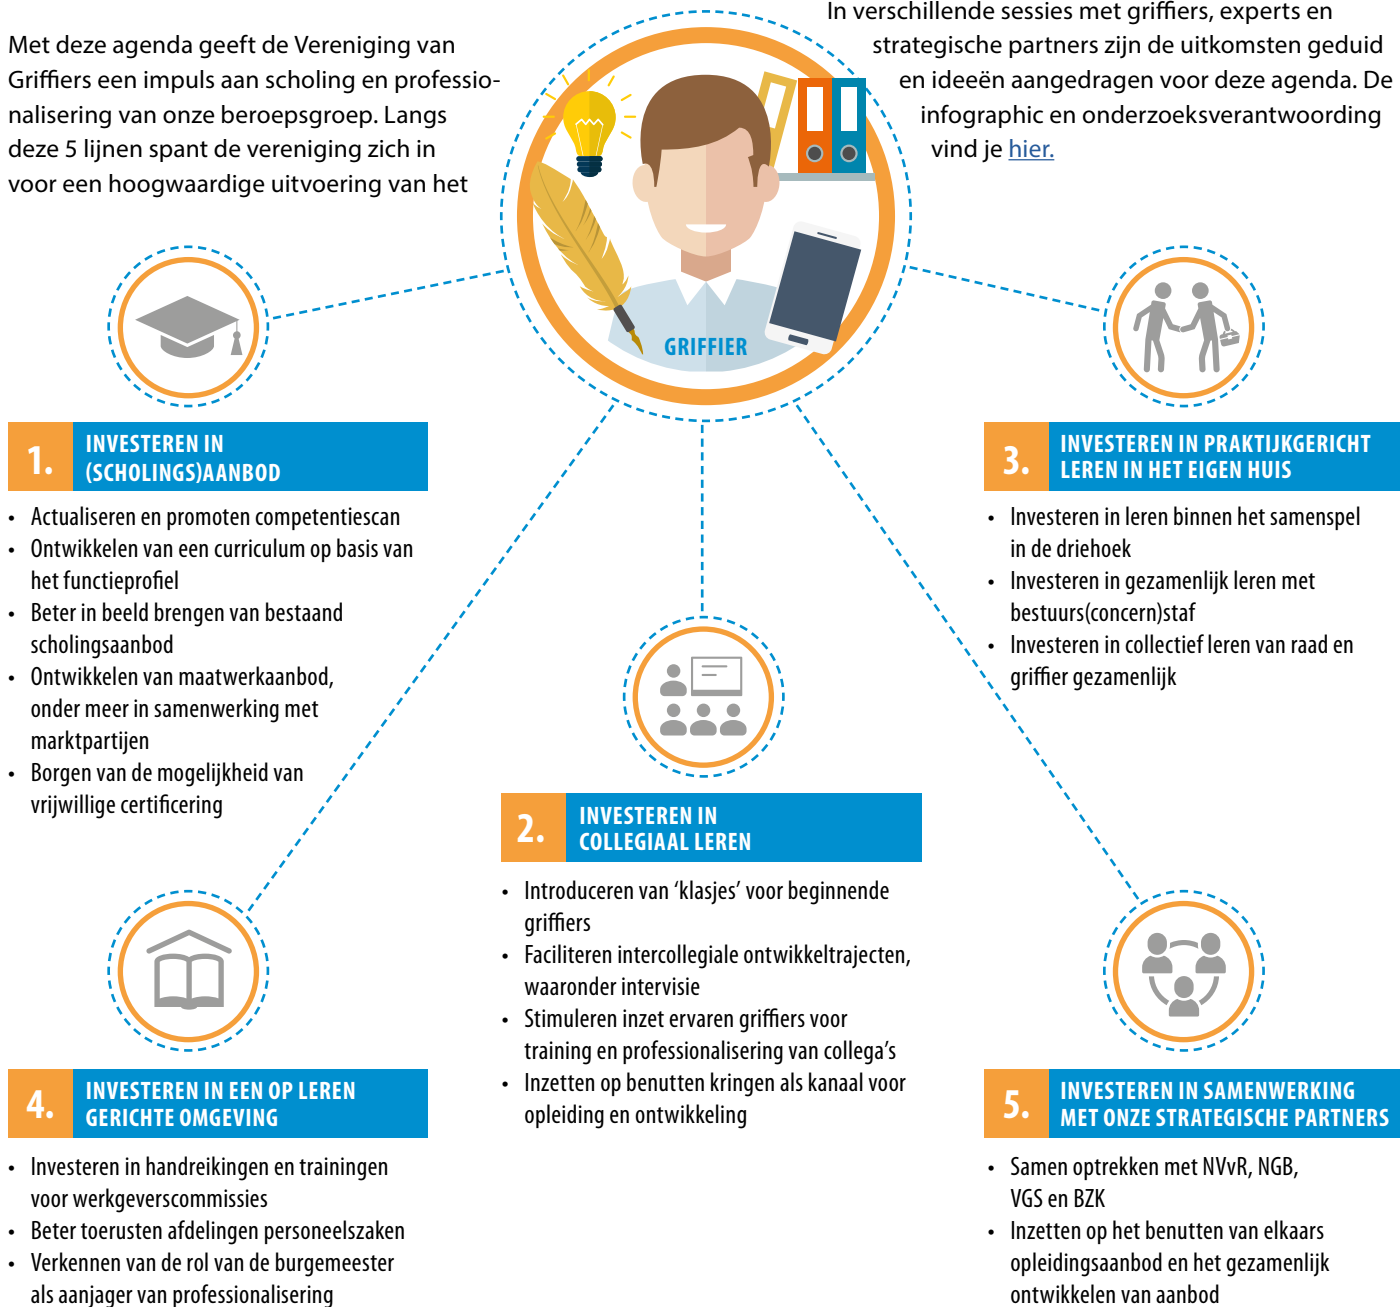 Met deze agenda geeft de Vereniging van
Griffiers een impuls aan scholing en professio-
nalisering van onze beroepsgroep. Langs
deze 5 lijnen spant de vereniging zich in
voor een hoogwaardige uitvoering van het
In verschillende sessies met griffiers, experts en
strategische partners zijn de uitkomsten geduid
en ideeën aangedragen voor deze agenda. De
infographic en onderzoeksverantwoording
vind je hier.
GRIFFIER
1.
INVESTEREN IN
(SCHOLINGS)AANBOD
• Actualiseren en promoten competentiescan
• Ontwikkelen van een curriculum op basis van
het functieprofiel
• Beter in beeld brengen van bestaand
scholingsaanbod
• Ontwikkelen van maatwerkaanbod,
onder meer in samenwerking met
marktpartijen
• Borgen van de mogelijkheid van
vrijwillige certificering
2.
INVESTEREN IN
COLLEGIAAL LEREN
• Introduceren van ‘klasjes’ voor beginnende
griffiers
• Faciliteren intercollegiale ontwikkeltrajecten,
waaronder intervisie
• Stimuleren inzet ervaren griffiers voor
training en professionalisering van collega’s
• Inzetten op benutten kringen als kanaal voor
opleiding en ontwikkeling
3.
INVESTEREN IN PRAKTIJKGERICHT
LEREN IN HET EIGEN HUIS
• Investeren in leren binnen het samenspel
in de driehoek
• Investeren in gezamenlijk leren met
bestuurs(concern)staf
• Investeren in collectief leren van raad en
griffier gezamenlijk
4.
INVESTEREN IN EEN OP LEREN
GERICHTE OMGEVING
• Investeren in handreikingen en trainingen
voor werkgeverscommissies
• Beter toerusten afdelingen personeelszaken
• Verkennen van de rol van de burgemeester
als aanjager van professionalisering
5.
INVESTEREN IN SAMENWERKING
MET ONZE STRATEGISCHE PARTNERS
• Samen optrekken met NVvR, NGB,
VGS en BZK
• Inzetten op het benutten van elkaars
opleidingsaanbod en het gezamenlijk
ontwikkelen van aanbod